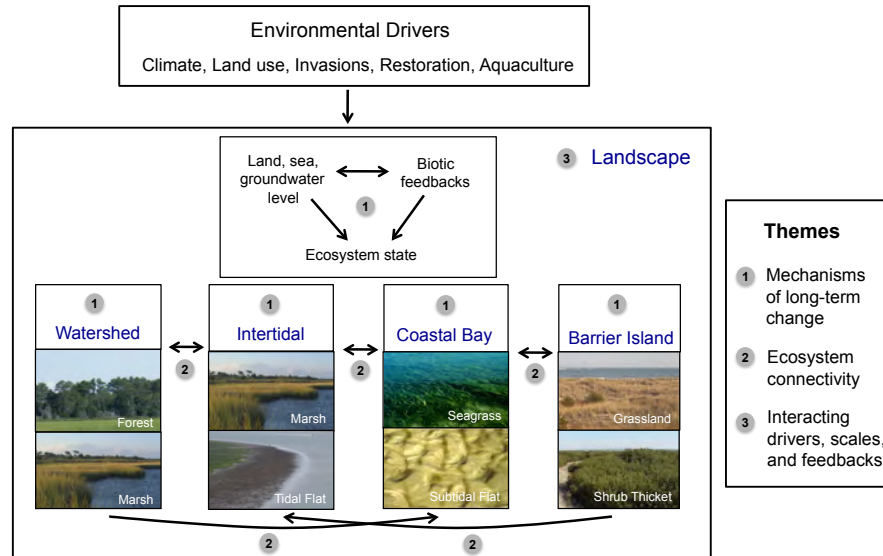 Environmental Drivers
Climate, Land use, Invasions, Restoration, Aquaculture
3 Landscape
Land, sea,
groundwater
level
Biotic
feedbacks
1
Ecosystem state
1
Watershed
Forest
Marsh
2
1
Intertidal
Marsh
Tidal Flat
2
1
Coastal Bay
Seagrass
Subtidal Flat
2
1
Barrier Island
Grassland
Shrub Thicket
2
2
Themes
1 Mechanisms
of long-term
change
2 Ecosystem
connectivity
3 Interacting
drivers, scales,
and feedbacks